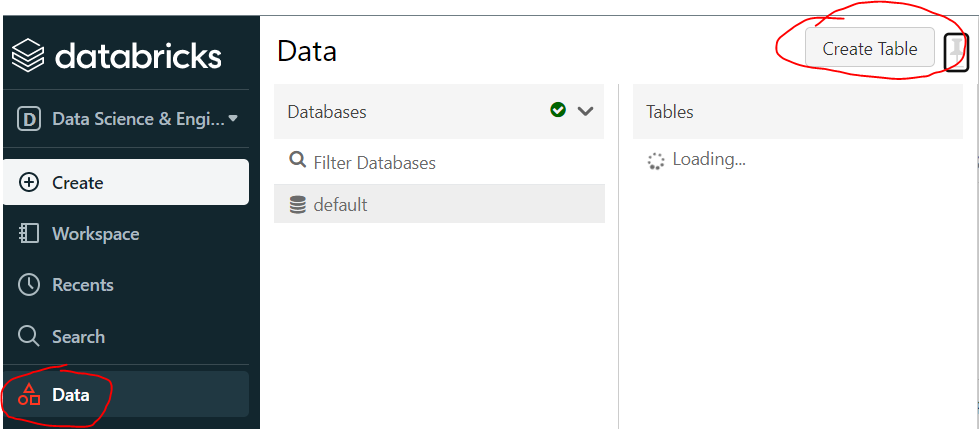 databricks
D Data Science & Engi...
Create
Workspace
Recents
Search
Data
Data
Create Table
Databases
Filter Databases
default
Tables
Loading...